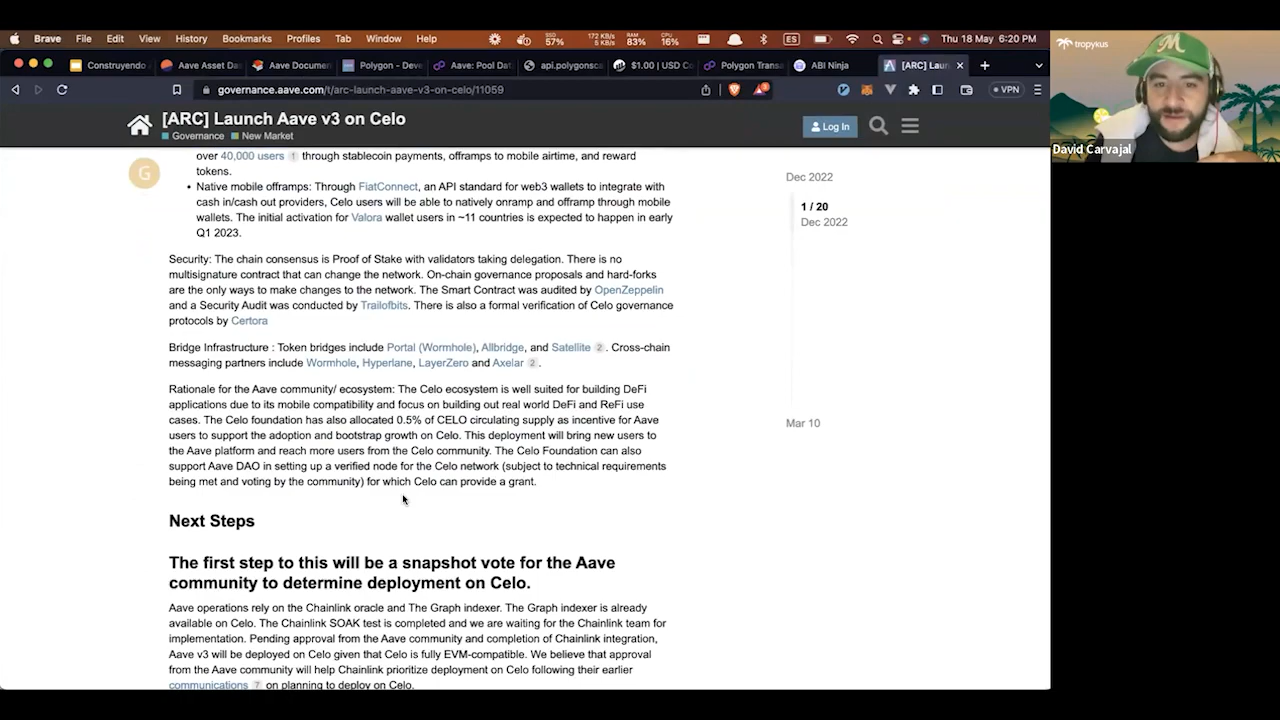 Brave File Edit View History Bookmarks Profiles Tab Window Help SSD 57% 172 KB/s 5 KB/s RAM 83% CPU 16% ES Thu 18 May 6:20 PM
Construyendo Aave Asset Das Aave Documen Polygon - Deve Aave: Pool Dat api.polygonsca $1.00 | USD Co Polygon Transa ABI Ninja [ARC] Laun
governance.aave.com/t/arc-launch-aave-v3-on-celo/11059 VPN
tropykus
David Carvajal
[ARC] Launch Aave v3 on Celo
Governance New Market
Log In
G
over 40,000 users 1 through stablecoin payments, offramps to mobile airtime, and reward
tokens.
• Native mobile offramps: Through FiatConnect, an API standard for web3 wallets to integrate with
cash in/cash out providers, Celo users will be able to natively onramp and offramp through mobile
wallets. The initial activation for Valora wallet users in ~11 countries is expected to happen in early
Q1 2023.
Security: The chain consensus is Proof of Stake with validators taking delegation. There is no
multisignature contract that can change the network. On-chain governance proposals and hard-forks
are the only ways to make changes to the network. The Smart Contract was audited by OpenZeppelin
and a Security Audit was conducted by Trailofbits. There is also a formal verification of Celo governance
protocols by Certora
Bridge Infrastructure : Token bridges include Portal (Wormhole), Allbridge, and Satellite 2 . Cross-chain
messaging partners include Wormhole, Hyperlane, LayerZero and Axelar 2 .
Rationale for the Aave community/ ecosystem: The Celo ecosystem is well suited for building DeFi
applications due to its mobile compatibility and focus on building out real world DeFi and ReFi use
cases. The Celo foundation has also allocated 0.5% of CELO circulating supply as incentive for Aave
users to support the adoption and bootstrap growth on Celo. This deployment will bring new users to
the Aave platform and reach more users from the Celo community. The Celo Foundation can also
support Aave DAO in setting up a verified node for the Celo network (subject to technical requirements
being met and voting by the community) for which Celo can provide a grant.
Next Steps
The first step to this will be a snapshot vote for the Aave
community to determine deployment on Celo.
Aave operations rely on the Chainlink oracle and The Graph indexer. The Graph indexer is already
available on Celo. The Chainlink SOAK test is completed and we are waiting for the Chainlink team for
implementation. Pending approval from the Aave community and completion of Chainlink integration,
Aave v3 will be deployed on Celo given that Celo is fully EVM-compatible. We believe that approval
from the Aave community will help Chainlink prioritize deployment on Celo following their earlier
communications 7 on planning to deploy on Celo.
Dec 2022
1 / 20
Dec 2022
Mar 10